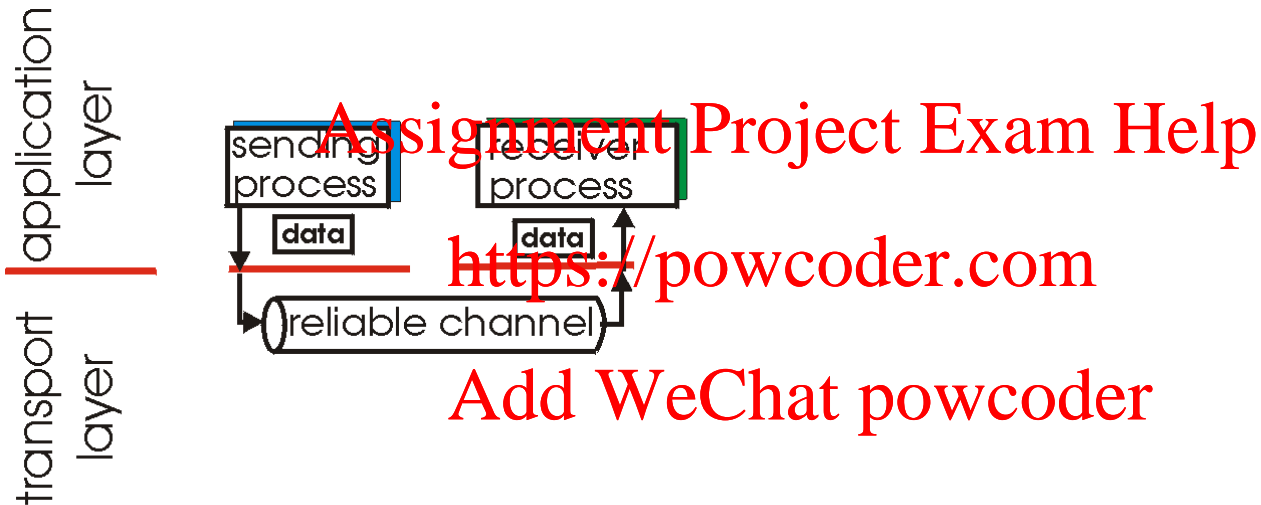 application
layer
sending
process
receiver
process
Assignment Project Exam Help
data
data
https://powcoder.com
reliable channel
transport
layer
Add WeChat powcoder